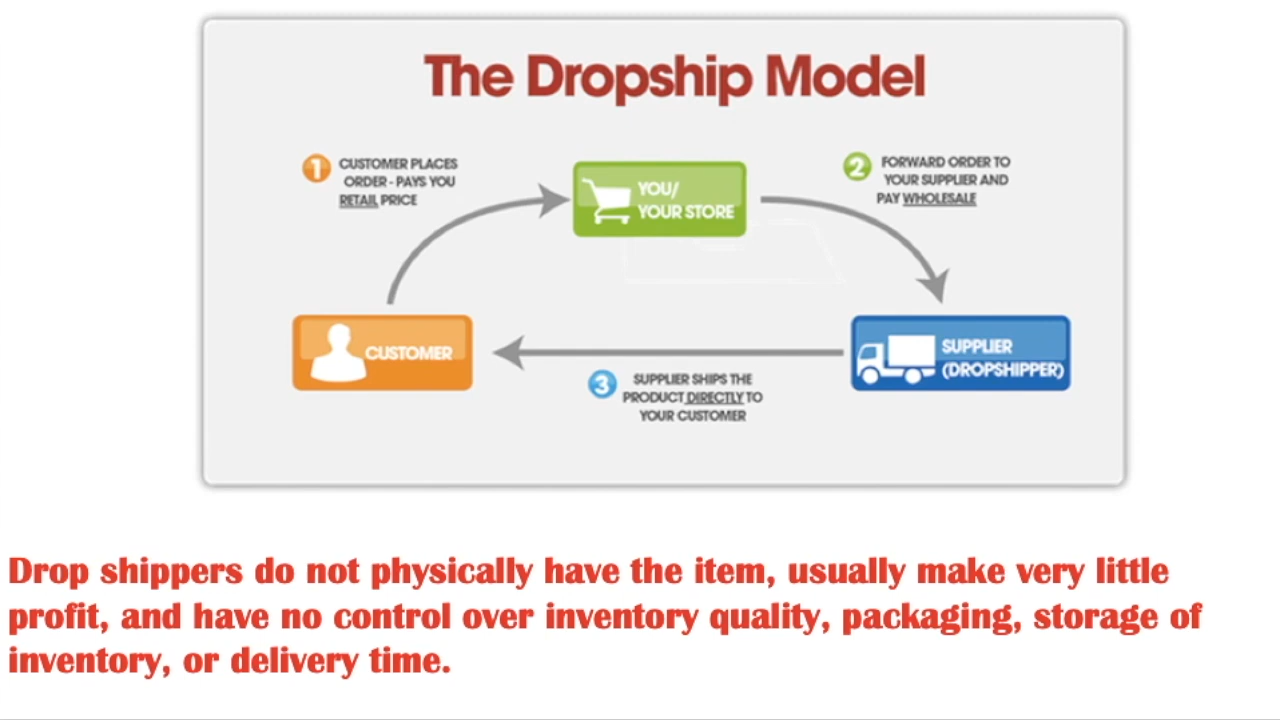 The Dropship Model
1 CUSTOMER PLACES
ORDER - PAYS YOU
RETAIL PRICE
YOU/
YOUR STORE
2 FORWARD ORDER TO
YOUR SUPPLIER AND
PAY WHOLESALE
CUSTOMER
SUPPLIER
(DROPSHIPPER)
3 SUPPLIER SHIPS THE
PRODUCT DIRECTLY TO
YOUR CUSTOMER
Drop shippers do not physically have the item, usually make very little
profit, and have no control over inventory quality, packaging, storage of
inventory, or delivery time.